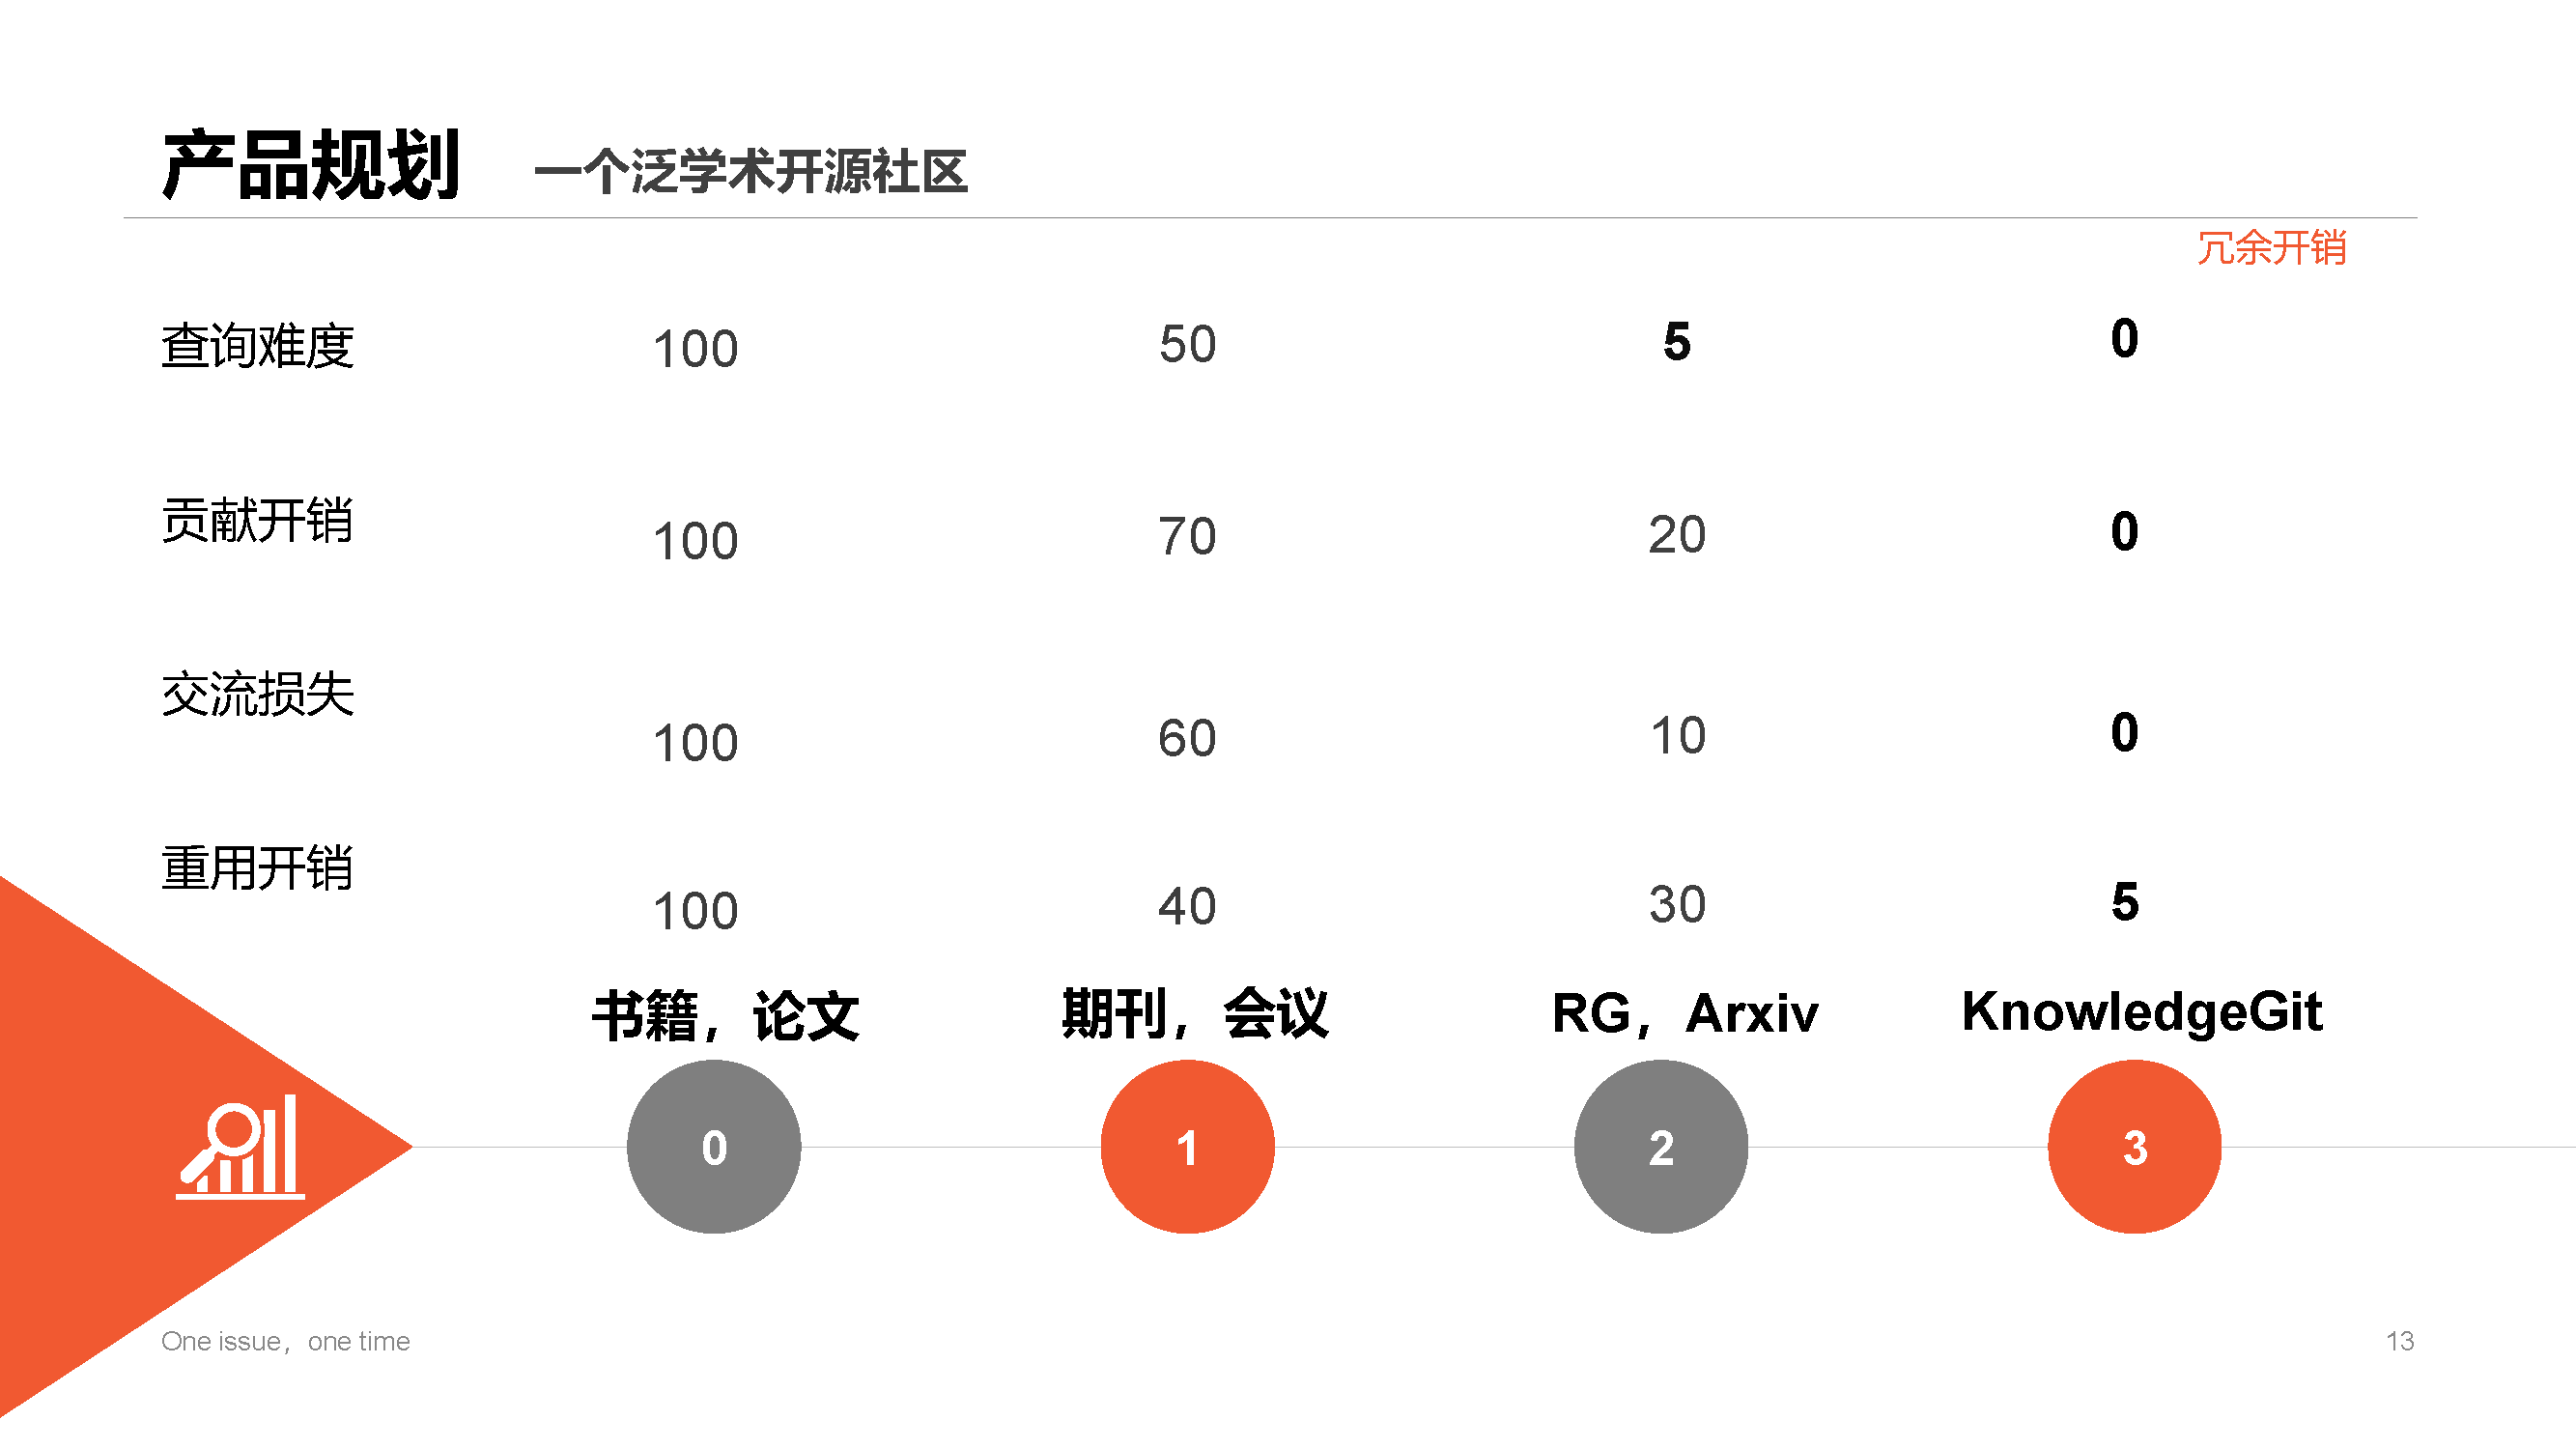 产品规划 一个泛学术开源社区
冗余开销
查询难度 100 50 5 0
贡献开销 100 70 20 0
交流损失 100 60 10 0
重用开销 100 40 30 5
书籍，论文 期刊，会议 RG，Arxiv KnowledgeGit
0 1 2 3
One issue，one time 13